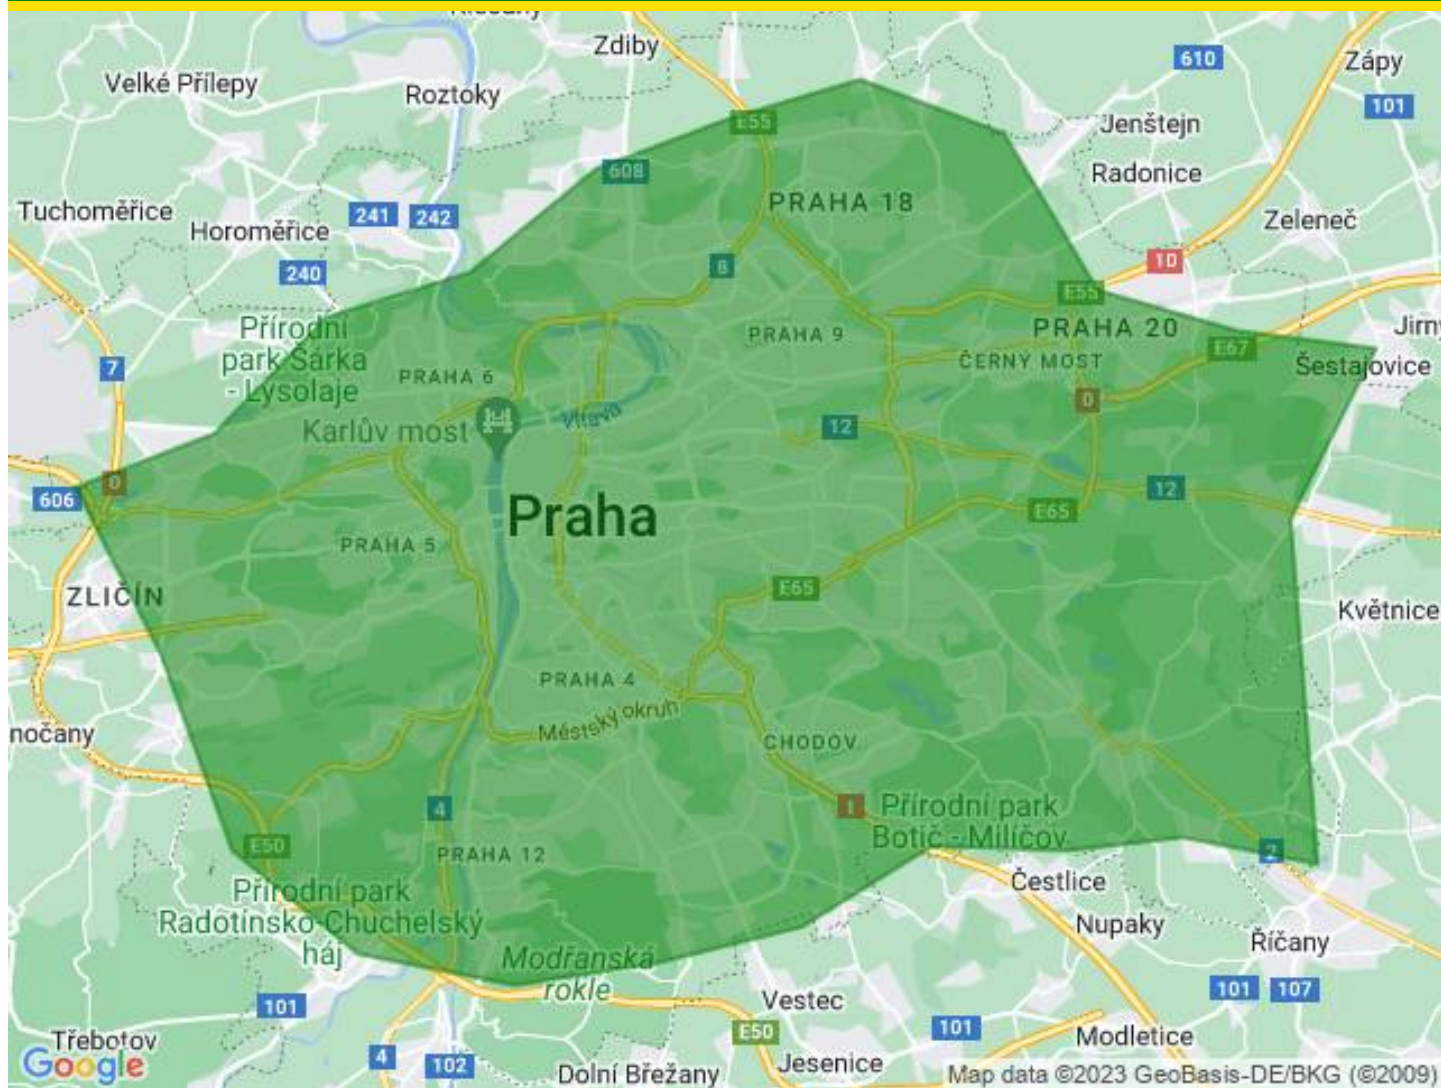 Zdiby
610
Zápy
Velké Přílepy
Roztoky
101
E55
Jenštejn
608
Radonice
PRAHA 18
Tuchoměřice
241
242
Zeleneč
Horoměřice
10
240
8
E55
Přírodní
park Šárka
- Lysolaje
PRAHA 9
PRAHA 20
Jirny
E67
7
ČERNÝ MOST
Šestajovice
PRAHA 6
0
Karlův most
Vltava
12
0
606
12
Praha
E65
PRAHA 5
E65
ZLIČÍN
Květnice
PRAHA 4
Městský okruh
nočany
CHODOV
4
1
Přírodní park
Botič - Milíčov
E50
PRAHA 12
2
Čestlice
Přírodní park
Radotínsko-Chuchelský
háj
Nupaky
Říčany
Modřanská
rokle
101
107
101
Vestec
E50
101
Třebotov
Modletice
4
102
Jesenice
Google
Dolní Břežany
Map data ©2023 GeoBasis-DE/BKG (©2009)